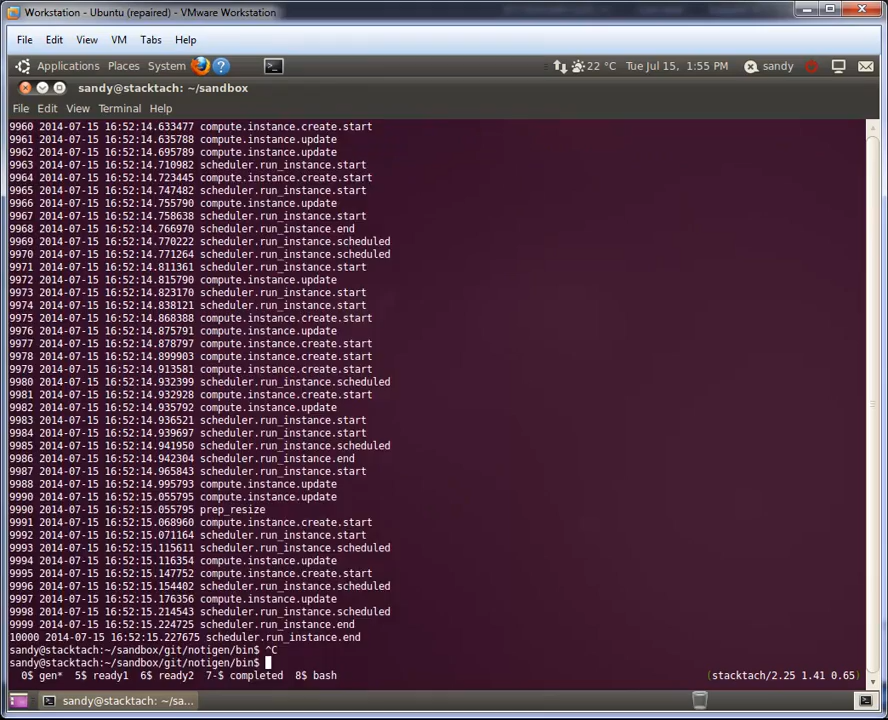 Workstation - Ubuntu (repaired) - VMware Workstation
File Edit View VM Tabs Help
Applications Places System ? 22 °C Tue Jul 15, 1:55 PM sandy
sandy@stacktach: ~/sandbox
File Edit View Terminal Help
9960 2014-07-15 16:52:14.633477 compute.instance.create.start
9961 2014-07-15 16:52:14.635788 compute.instance.update
9962 2014-07-15 16:52:14.695789 compute.instance.update
9963 2014-07-15 16:52:14.710982 scheduler.run_instance.start
9964 2014-07-15 16:52:14.723445 compute.instance.create.start
9965 2014-07-15 16:52:14.747482 scheduler.run_instance.start
9966 2014-07-15 16:52:14.755790 compute.instance.update
9967 2014-07-15 16:52:14.758638 scheduler.run_instance.start
9968 2014-07-15 16:52:14.766970 scheduler.run_instance.end
9969 2014-07-15 16:52:14.770222 scheduler.run_instance.scheduled
9970 2014-07-15 16:52:14.771264 scheduler.run_instance.scheduled
9971 2014-07-15 16:52:14.811361 scheduler.run_instance.start
9972 2014-07-15 16:52:14.815790 compute.instance.update
9973 2014-07-15 16:52:14.823170 scheduler.run_instance.start
9974 2014-07-15 16:52:14.838121 scheduler.run_instance.start
9975 2014-07-15 16:52:14.868388 compute.instance.create.start
9976 2014-07-15 16:52:14.875791 compute.instance.update
9977 2014-07-15 16:52:14.878797 compute.instance.create.start
9978 2014-07-15 16:52:14.899903 compute.instance.create.start
9979 2014-07-15 16:52:14.913581 compute.instance.create.start
9980 2014-07-15 16:52:14.932399 scheduler.run_instance.scheduled
9981 2014-07-15 16:52:14.932928 compute.instance.create.start
9982 2014-07-15 16:52:14.935792 compute.instance.update
9983 2014-07-15 16:52:14.936521 scheduler.run_instance.start
9984 2014-07-15 16:52:14.939697 scheduler.run_instance.start
9985 2014-07-15 16:52:14.941950 scheduler.run_instance.scheduled
9986 2014-07-15 16:52:14.942304 scheduler.run_instance.end
9987 2014-07-15 16:52:14.965843 scheduler.run_instance.start
9988 2014-07-15 16:52:14.995793 compute.instance.update
9990 2014-07-15 16:52:15.055795 compute.instance.update
9990 2014-07-15 16:52:15.055795 prep_resize
9991 2014-07-15 16:52:15.068960 compute.instance.create.start
9992 2014-07-15 16:52:15.071164 scheduler.run_instance.start
9993 2014-07-15 16:52:15.115611 scheduler.run_instance.scheduled
9994 2014-07-15 16:52:15.116354 compute.instance.update
9995 2014-07-15 16:52:15.147752 compute.instance.create.start
9996 2014-07-15 16:52:15.154402 scheduler.run_instance.scheduled
9997 2014-07-15 16:52:15.176356 compute.instance.update
9998 2014-07-15 16:52:15.214543 scheduler.run_instance.scheduled
9999 2014-07-15 16:52:15.224725 scheduler.run_instance.end
10000 2014-07-15 16:52:15.227675 scheduler.run_instance.end
sandy@stacktach:~/sandbox/git/notigen/bin$ ^C
sandy@stacktach:~/sandbox/git/notigen/bin$
0$ gen* 5$ ready1 6$ ready2 7-$ completed 8$ bash (stacktach/2.25 1.41 0.65)
sandy@stacktach: ~/sa...